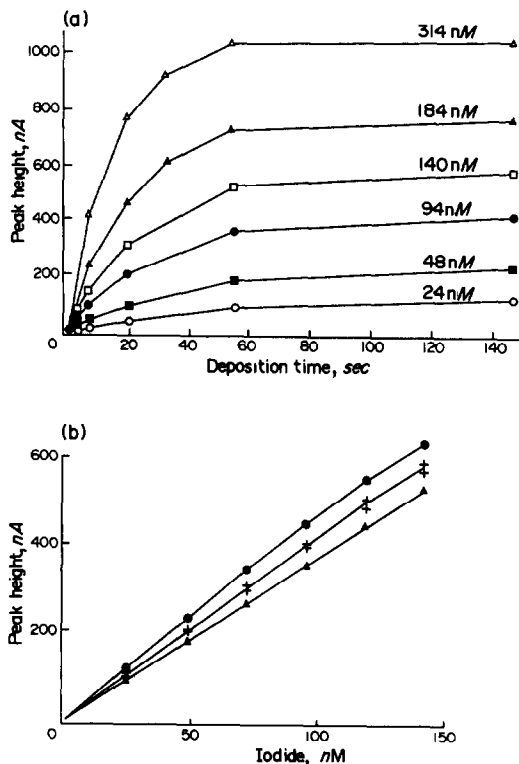 (a)
1000
800
600
400
200
0
Peak height, nA
314 nM
184 nM
140 nM
94 nM
48 nM
24 nM
20
40
60
80
100
120
140
Deposition time, sec
(b)
600
400
200
0
Peak height, nA
50
100
150
Iodide, nM